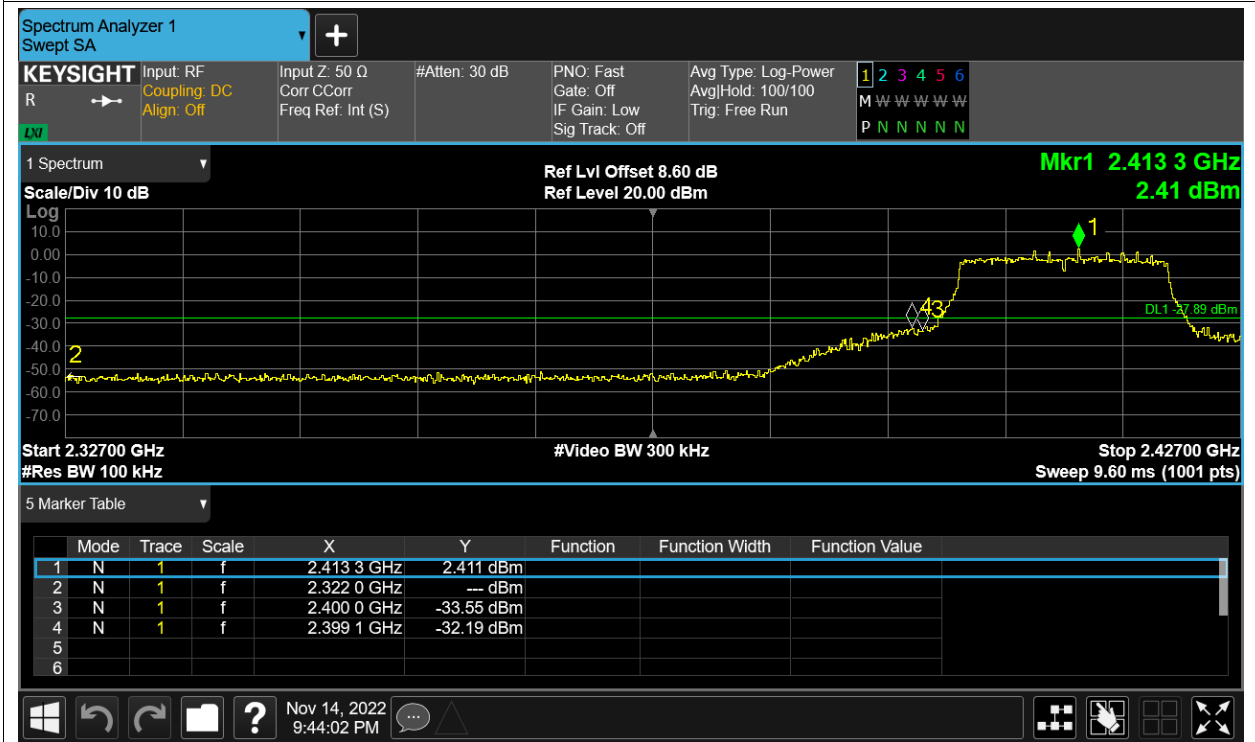 Spectrum Analyzer 1
Swept SA
+
KEYSIGHT
R
LXI
Input: RF
Coupling: DC
Align: Off
Input Z: 50 Ω
Corr CCorr
Freq Ref: Int (S)
#Atten: 30 dB
PNO: Fast
Gate: Off
IF Gain: Low
Sig Track: Off
Avg Type: Log-Power
Avg|Hold: 100/100
Trig: Free Run
1 2 3 4 5 6
M W W W W W
P N N N N N
1 Spectrum
Scale/Div 10 dB
Ref Lvl Offset 8.60 dB
Ref Level 20.00 dBm
Mkr1 2.413 3 GHz
2.41 dBm
Log
10.0
0.00
-10.0
-20.0
-30.0
-40.0
-50.0
-60.0
-70.0
1
2
43
DL1 -27.89 dBm
Start 2.32700 GHz
#Video BW 300 kHz
Stop 2.42700 GHz
#Res BW 100 kHz
Sweep 9.60 ms (1001 pts)
5 Marker Table
Mode Trace Scale X Y Function Function Width Function Value
1 N 1 f 2.413 3 GHz 2.411 dBm
2 N 1 f 2.322 0 GHz --- dBm
3 N 1 f 2.400 0 GHz -33.55 dBm
4 N 1 f 2.399 1 GHz -32.19 dBm
5
6
?
Nov 14, 2022
9:44:02 PM